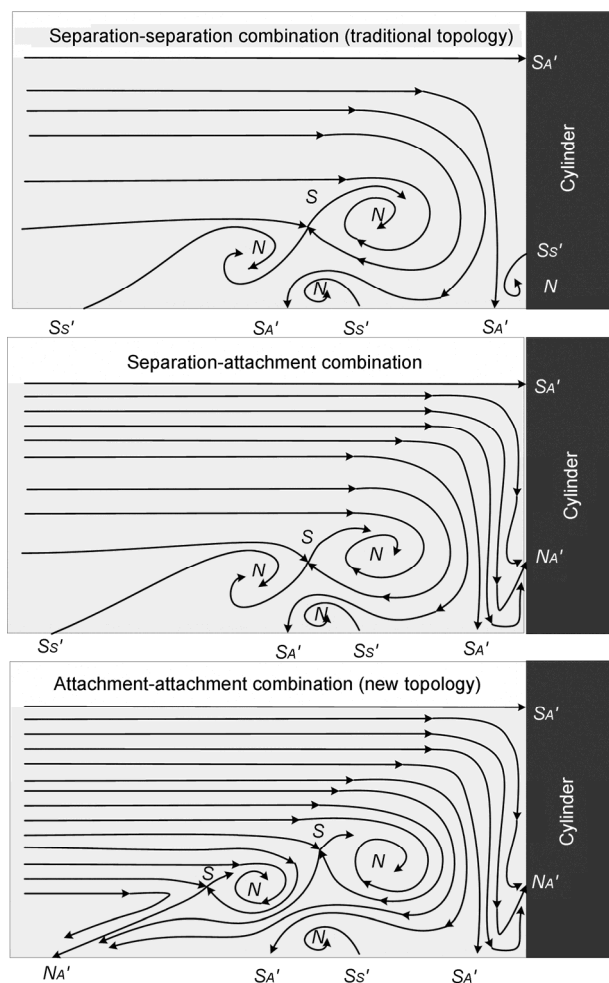 Separation-separation combination (traditional topology)
SA'
Cylinder
S
N
N
SS'
N
N
SS' SA' SS' SA'
Separation-attachment combination
SA'
Cylinder
S
N
NA'
N
N
SS' SA' SS' SA'
Attachment-attachment combination (new topology)
SA'
Cylinder
S
N
S
N
NA'
N
NA' SA' SS' SA'